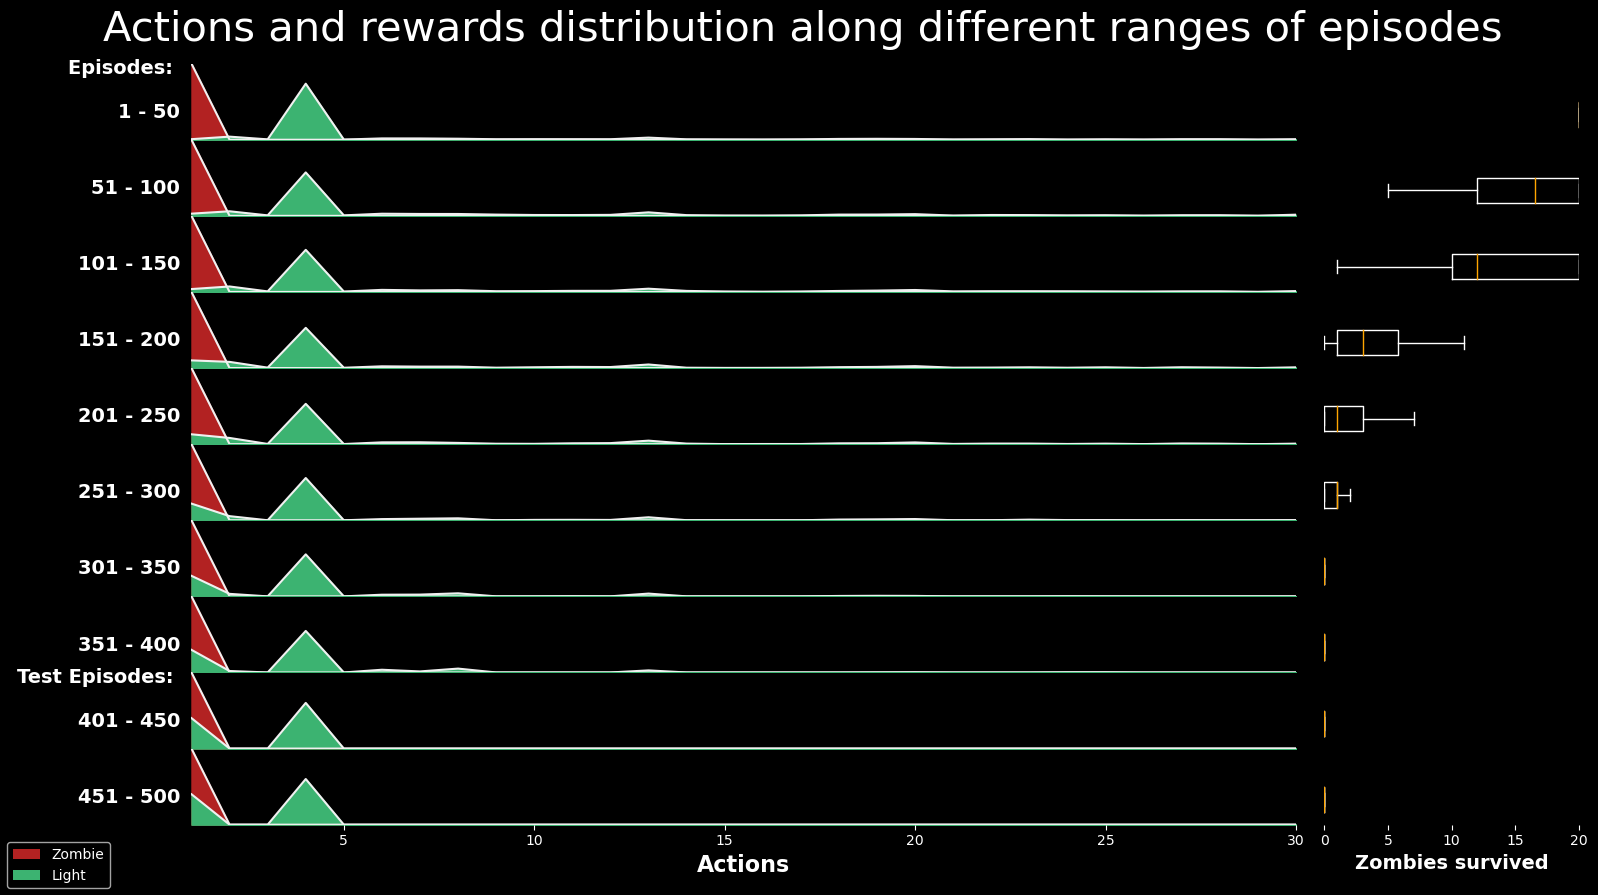 Actions and rewards distribution along different ranges of episodes
Episodes:
1 - 50
51 - 100
101 - 150
151 - 200
201 - 250
251 - 300
301 - 350
351 - 400
Test Episodes:
401 - 450
451 - 500
5 10 15 20 25 30
0 5 10 15 20
Actions
Zombies survived
Zombie
Light